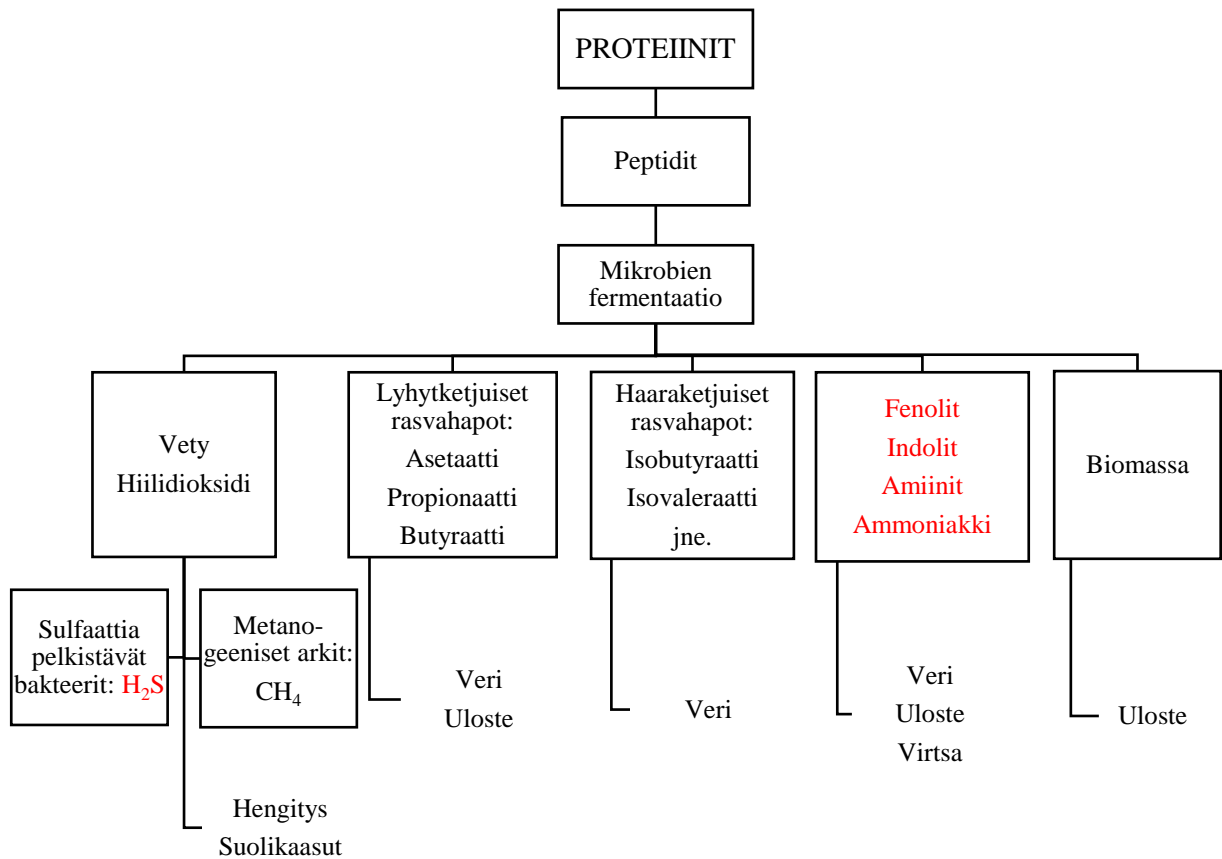 PROTEIINIT
Peptidit
Mikrobien
fermentaatio
Vety
Hiilidioksidi
Lyhytketjuiset
rasvahapot:
Asetaatti
Propionaatti
Butyraatti
Haaraketjuiset
rasvahapot:
Isobutyraatti
Isovaleraatti
jne.
Fenolit
Indolit
Amiinit
Ammoniakki
Biomassa
Sulfaattia
pelkistävät
bakteerit: H₂S
Metano-
geeniset arkit:
CH₄
Veri
Uloste
Veri
Veri
Uloste
Virtsa
Uloste
Hengitys
Suolikaasut